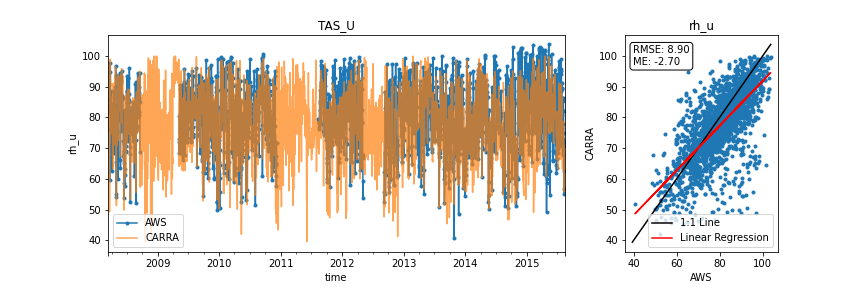 TAS_U
rh_u
100
90
80
70
60
50
40
AWS
CARRA
2009
2010
2011
2012
2013
2014
2015
time
rh_u
CARRA
100
90
80
70
60
50
40
RMSE: 8.90
ME: -2.70
1:1 Line
Linear Regression
40
60
80
100
AWS